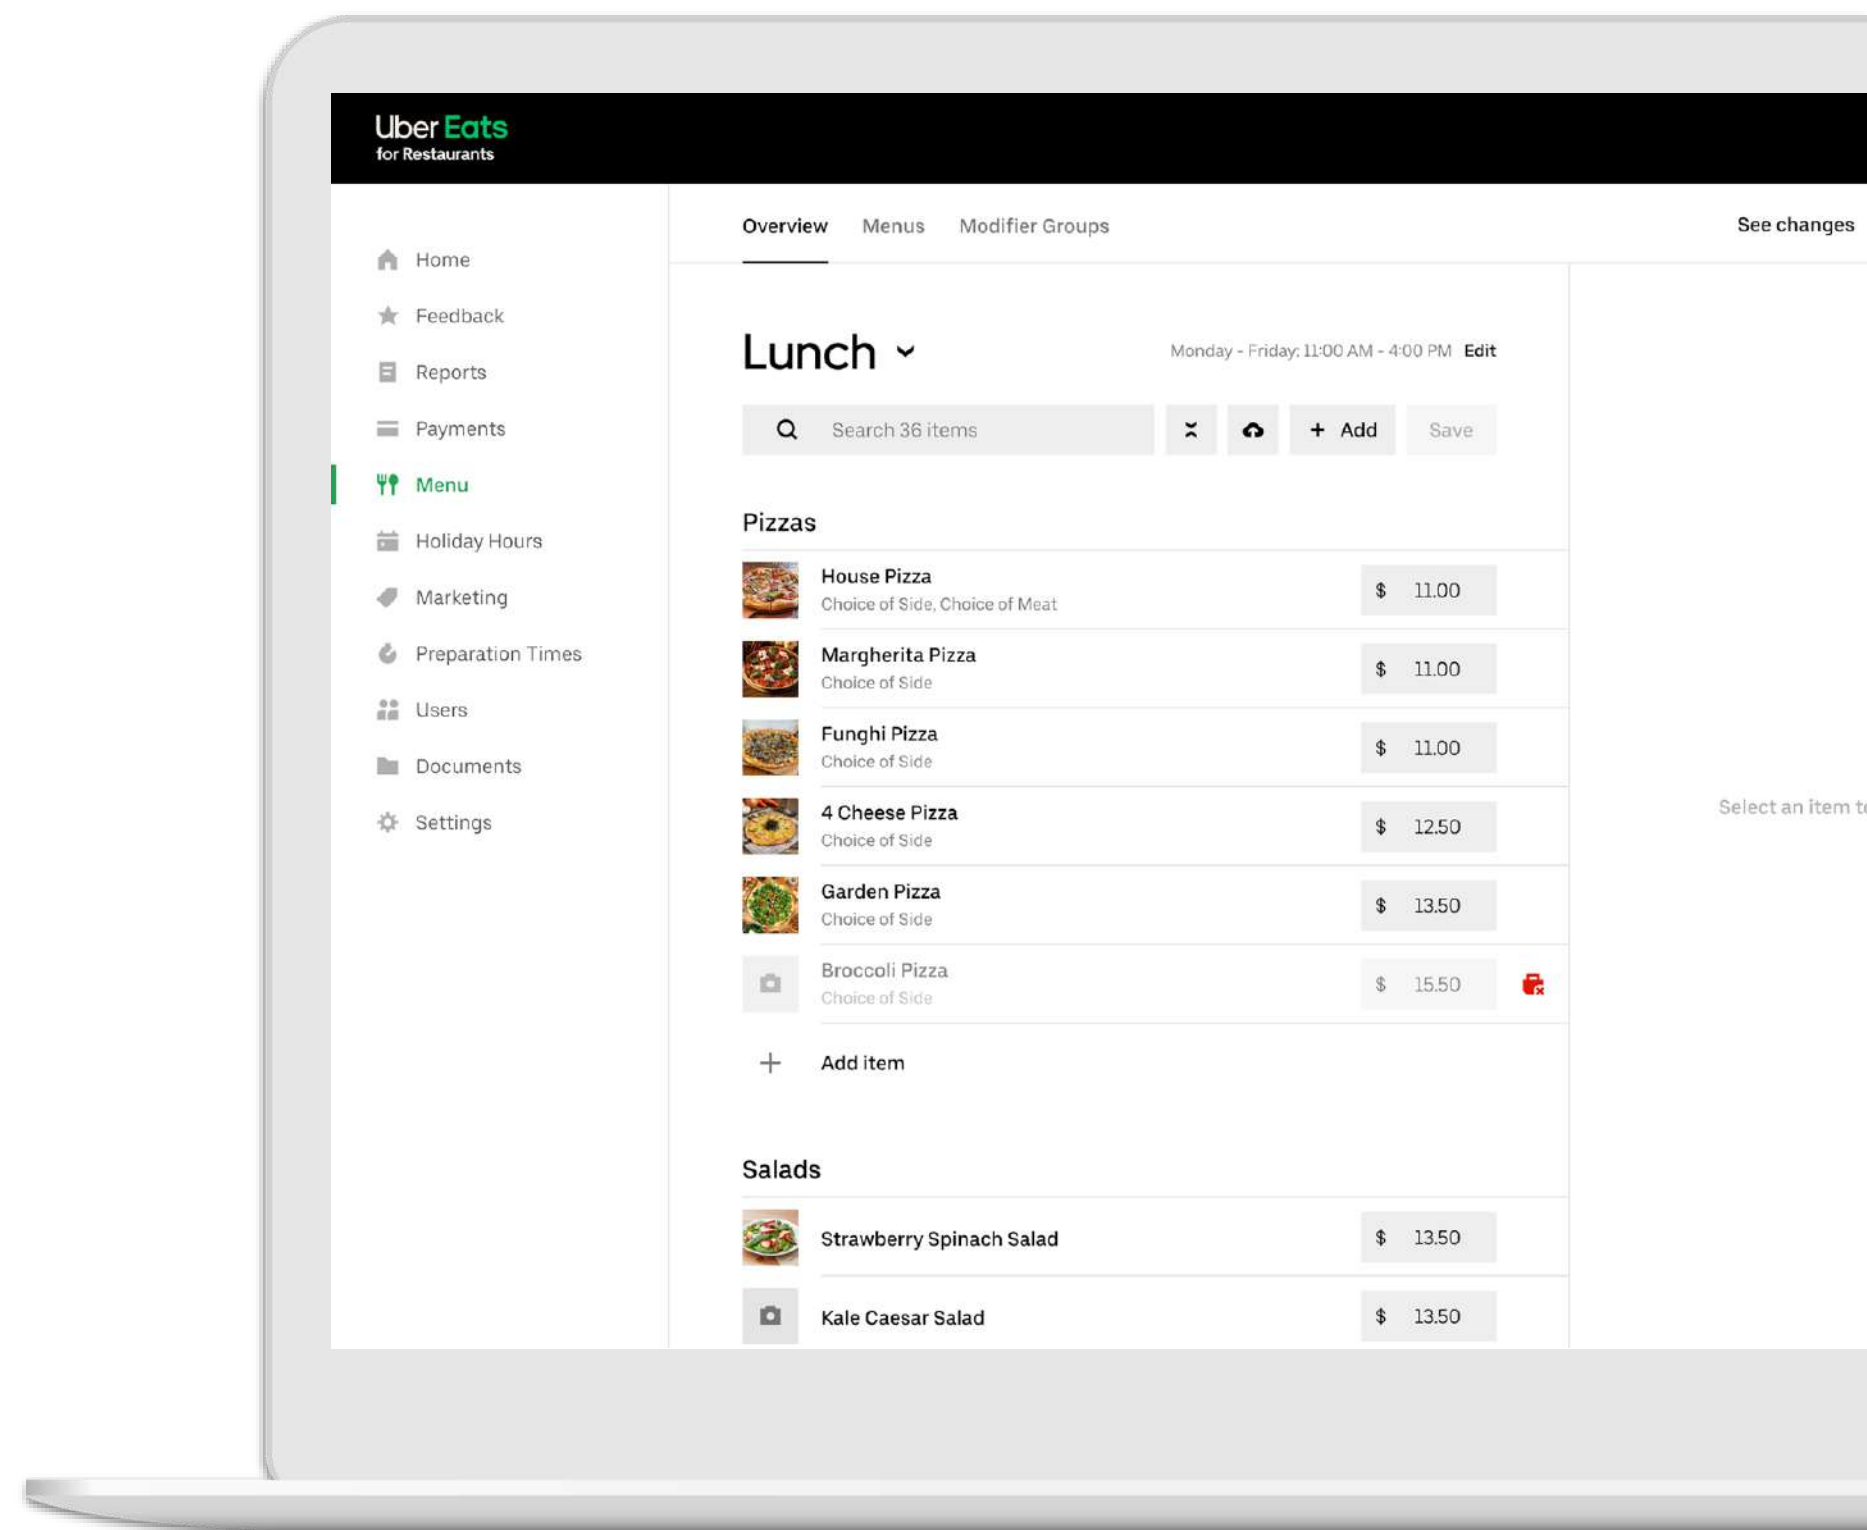 Uber Eats
for Restaurants
Overview Menus Modifier Groups See changes
Home
Feedback
Reports
Payments
Menu
Holiday Hours
Marketing
Preparation Times
Users
Documents
Settings
Lunch
Monday - Friday: 11:00 AM - 4:00 PM Edit
Search 36 items
+ Add
Save
Pizzas
House Pizza
Choice of Side, Choice of Meat
$ 11.00
Margherita Pizza
Choice of Side
$ 11.00
Funghi Pizza
Choice of Side
$ 11.00
4 Cheese Pizza
Choice of Side
$ 12.50
Garden Pizza
Choice of Side
$ 13.50
Broccoli Pizza
Choice of Side
$ 15.50
+ Add item
Salads
Strawberry Spinach Salad
$ 13.50
Kale Caesar Salad
$ 13.50
Select an item